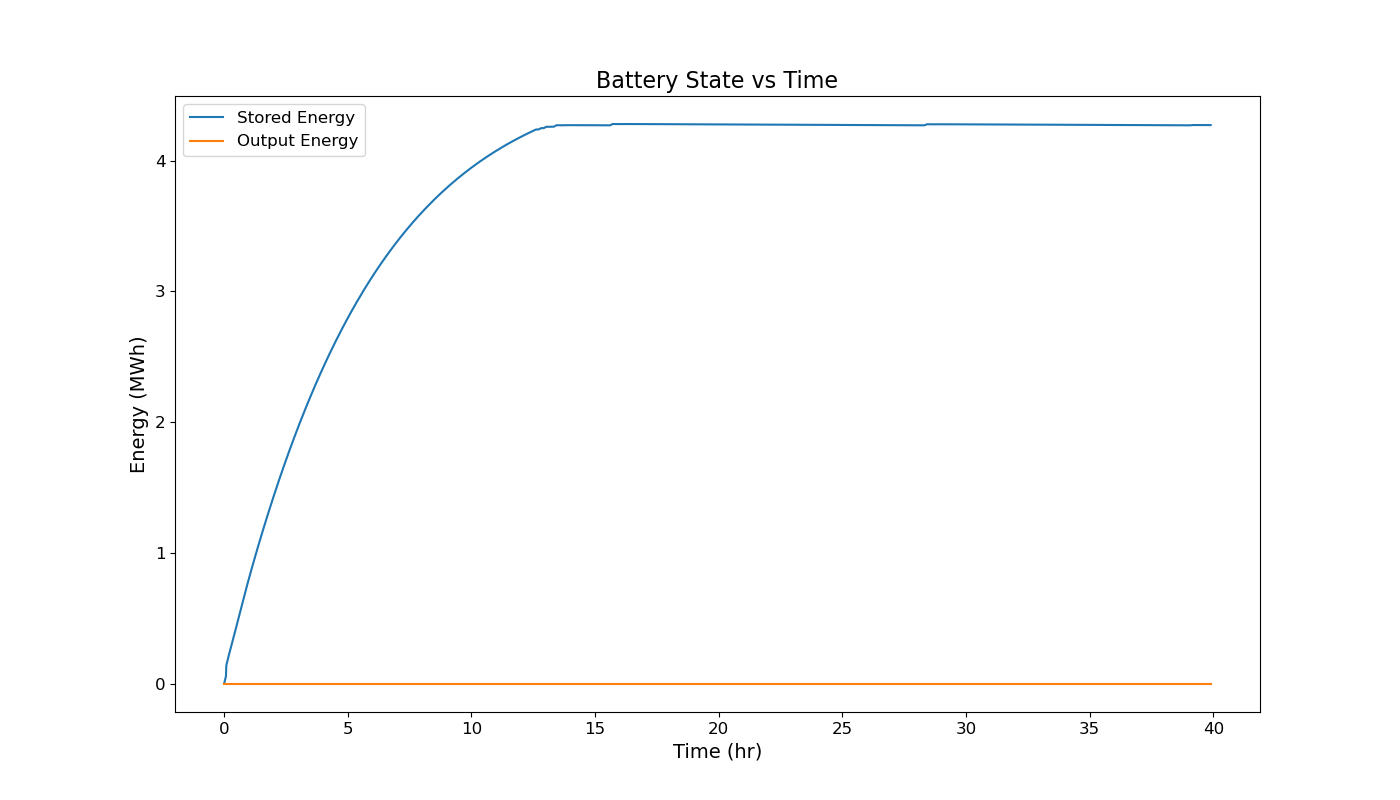 Battery State vs Time
Stored Energy
Output Energy
Energy (MWh)
4
3
2
1
0
0 5 10 15 20 25 30 35 40
Time (hr)